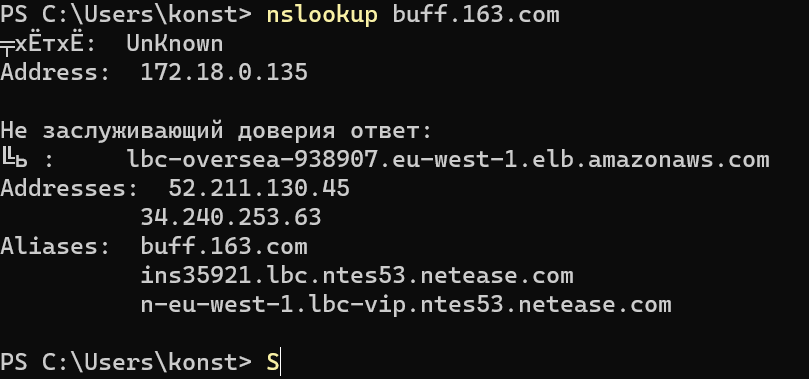 PS C:\Users\konst> nslookup buff.163.com
╤хЁтхЁ:  UnKnown
Address:  172.18.0.135

Не заслуживающий доверия ответ:
╚ь :     lbc-oversea-938907.eu-west-1.elb.amazonaws.com
Addresses:  52.211.130.45
          34.240.253.63
Aliases:  buff.163.com
          ins35921.lbc.ntes53.netease.com
          n-eu-west-1.lbc-vip.ntes53.netease.com

PS C:\Users\konst> S